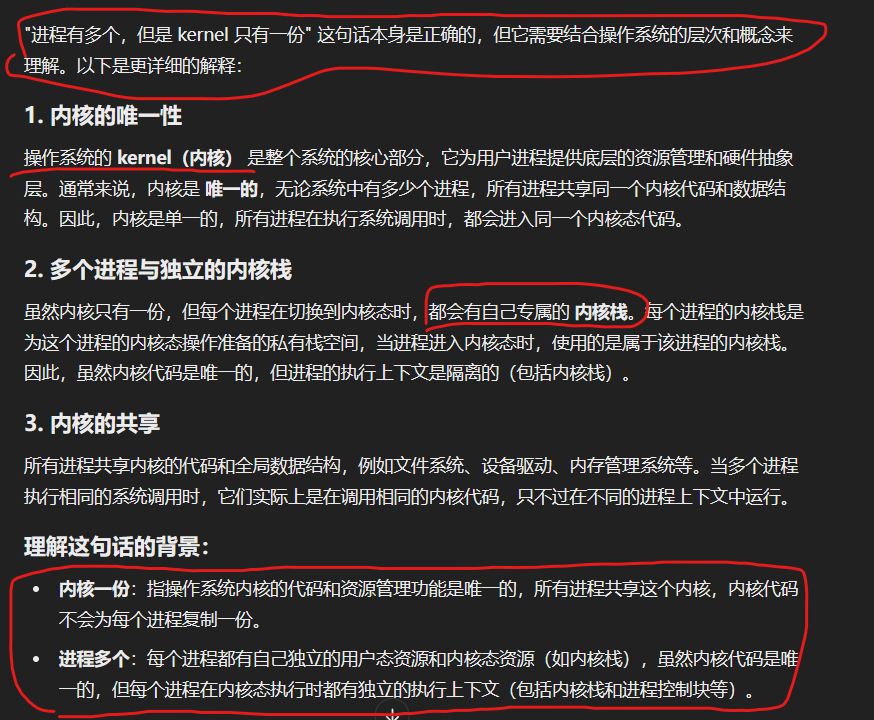 "进程有多个，但是 kernel 只有一份" 这句话本身是正确的，但它需要结合操作系统的层次和概念来
理解。以下是更详细的解释：
1. 内核的唯一性
操作系统的 kernel（内核） 是整个系统的核心部分，它为用户进程提供底层的资源管理和硬件抽象
层。通常来说，内核是 唯一的，无论系统中有多少个进程，所有进程共享同一个内核代码和数据结
构。因此，内核是单一的，所有进程在执行系统调用时，都会进入同一个内核态代码。
2. 多个进程与独立的内核栈
虽然内核只有一份，但每个进程在切换到内核态时，都会有自己专属的 内核栈。每个进程的内核栈是
为这个进程的内核态操作准备的私有栈空间，当进程进入内核态时，使用的是属于该进程的内核栈。
因此，虽然内核代码是唯一的，但进程的执行上下文是隔离的（包括内核栈）。
3. 内核的共享
所有进程共享内核的代码和全局数据结构，例如文件系统、设备驱动、内存管理系统等。当多个进程
执行相同的系统调用时，它们实际上是在调用相同的内核代码，只不过在不同的进程上下文中运行。
理解这句话的背景：
• 内核一份：指操作系统内核的代码和资源管理功能是唯一的，所有进程共享这个内核，内核代码
不会为每个进程复制一份。
• 进程多个：每个进程都有自己独立的用户态资源和内核态资源（如内核栈），虽然内核代码是唯
一的，但每个进程在内核态执行时都有独立的执行上下文（包括内核栈和进程控制块等）。